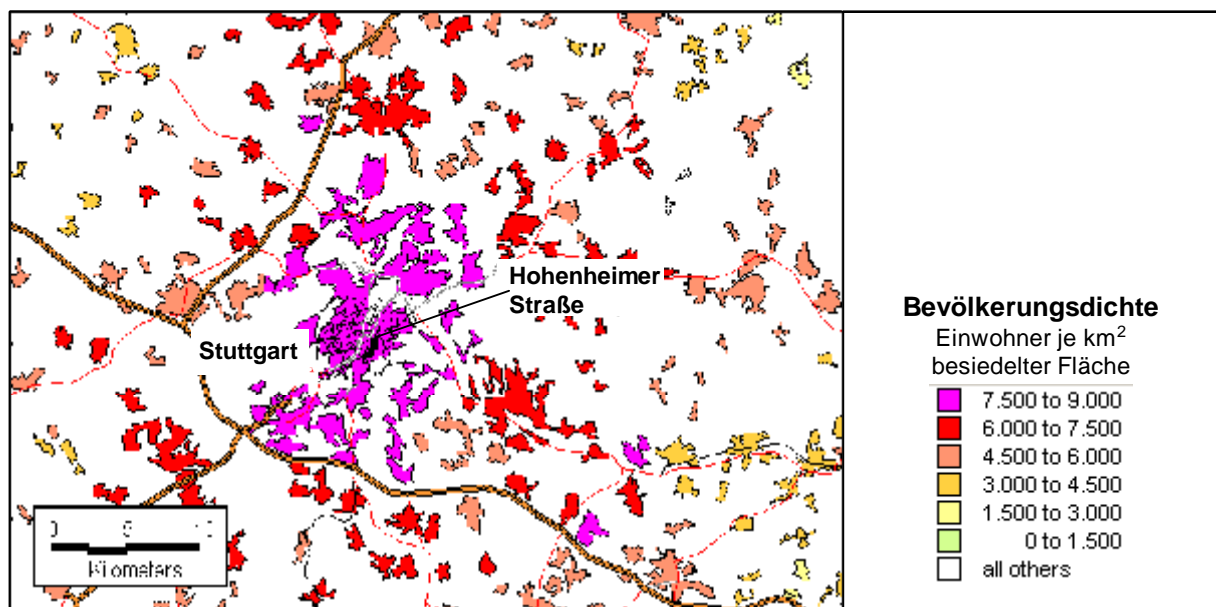 Hohenheimer
Straße
Stuttgart
Kilometers
Bevölkerungsdichte
Einwohner je km²
besiedelter Fläche
7.500 to 9.000
6.000 to 7.500
4.500 to 6.000
3.000 to 4.500
1.500 to 3.000
0 to 1.500
all others